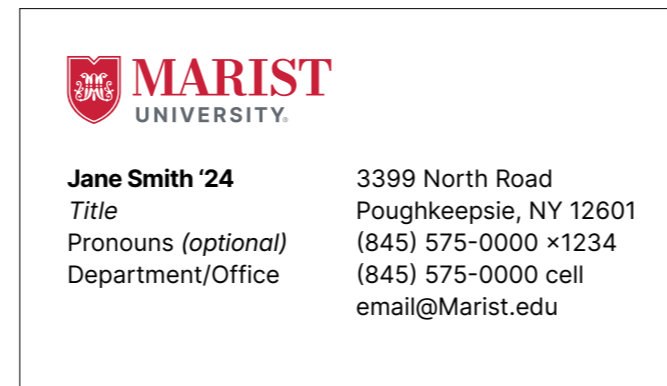 MARIST
UNIVERSITY®
Jane Smith ‘24
Title
Pronouns (optional)
Department/Office
3399 North Road
Poughkeepsie, NY 12601
(845) 575-0000 ×1234
(845) 575-0000 cell
email@Marist.edu